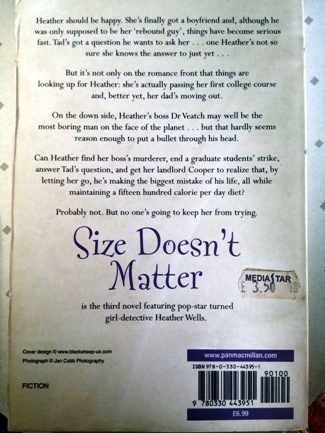 Heather should be happy. She's finally got a boyfriend and, although he
was only supposed to be her 'rebound guy', things have become serious
fast. Tad's got a question he wants to ask her . . . one Heather's not so
sure she knows the answer to just yet . . .
But it's not only on the romance front that things are
looking up for Heather: she's actually passing her first college course
and, better yet, her dad's moving out.
On the down side, Heather's boss Dr Veatch may well be the
most boring man on the face of the planet . . . but that hardly seems
reason enough to put a bullet through his head.
Can Heather find her boss's murderer, end a graduate students' strike,
answer Tad's question, and get her landlord Cooper to realize that, by
letting her go, he's making the biggest mistake of his life, all while
maintaining a fifteen hundred calorie per day diet?
Probably not. But no one's going to keep her from trying.
Size Doesn't
Matter
MEDIA STAR
£ 3.50
is the third novel featuring pop-star turned
girl-detective Heather Wells.
Cover design © www.blacksheep-uk.com
Photograph © Jan Cobb Photography
FICTION
www.panmacmillan.com
ISBN 978-0-330-44395-1
90100
9 780330 443951
£6.99